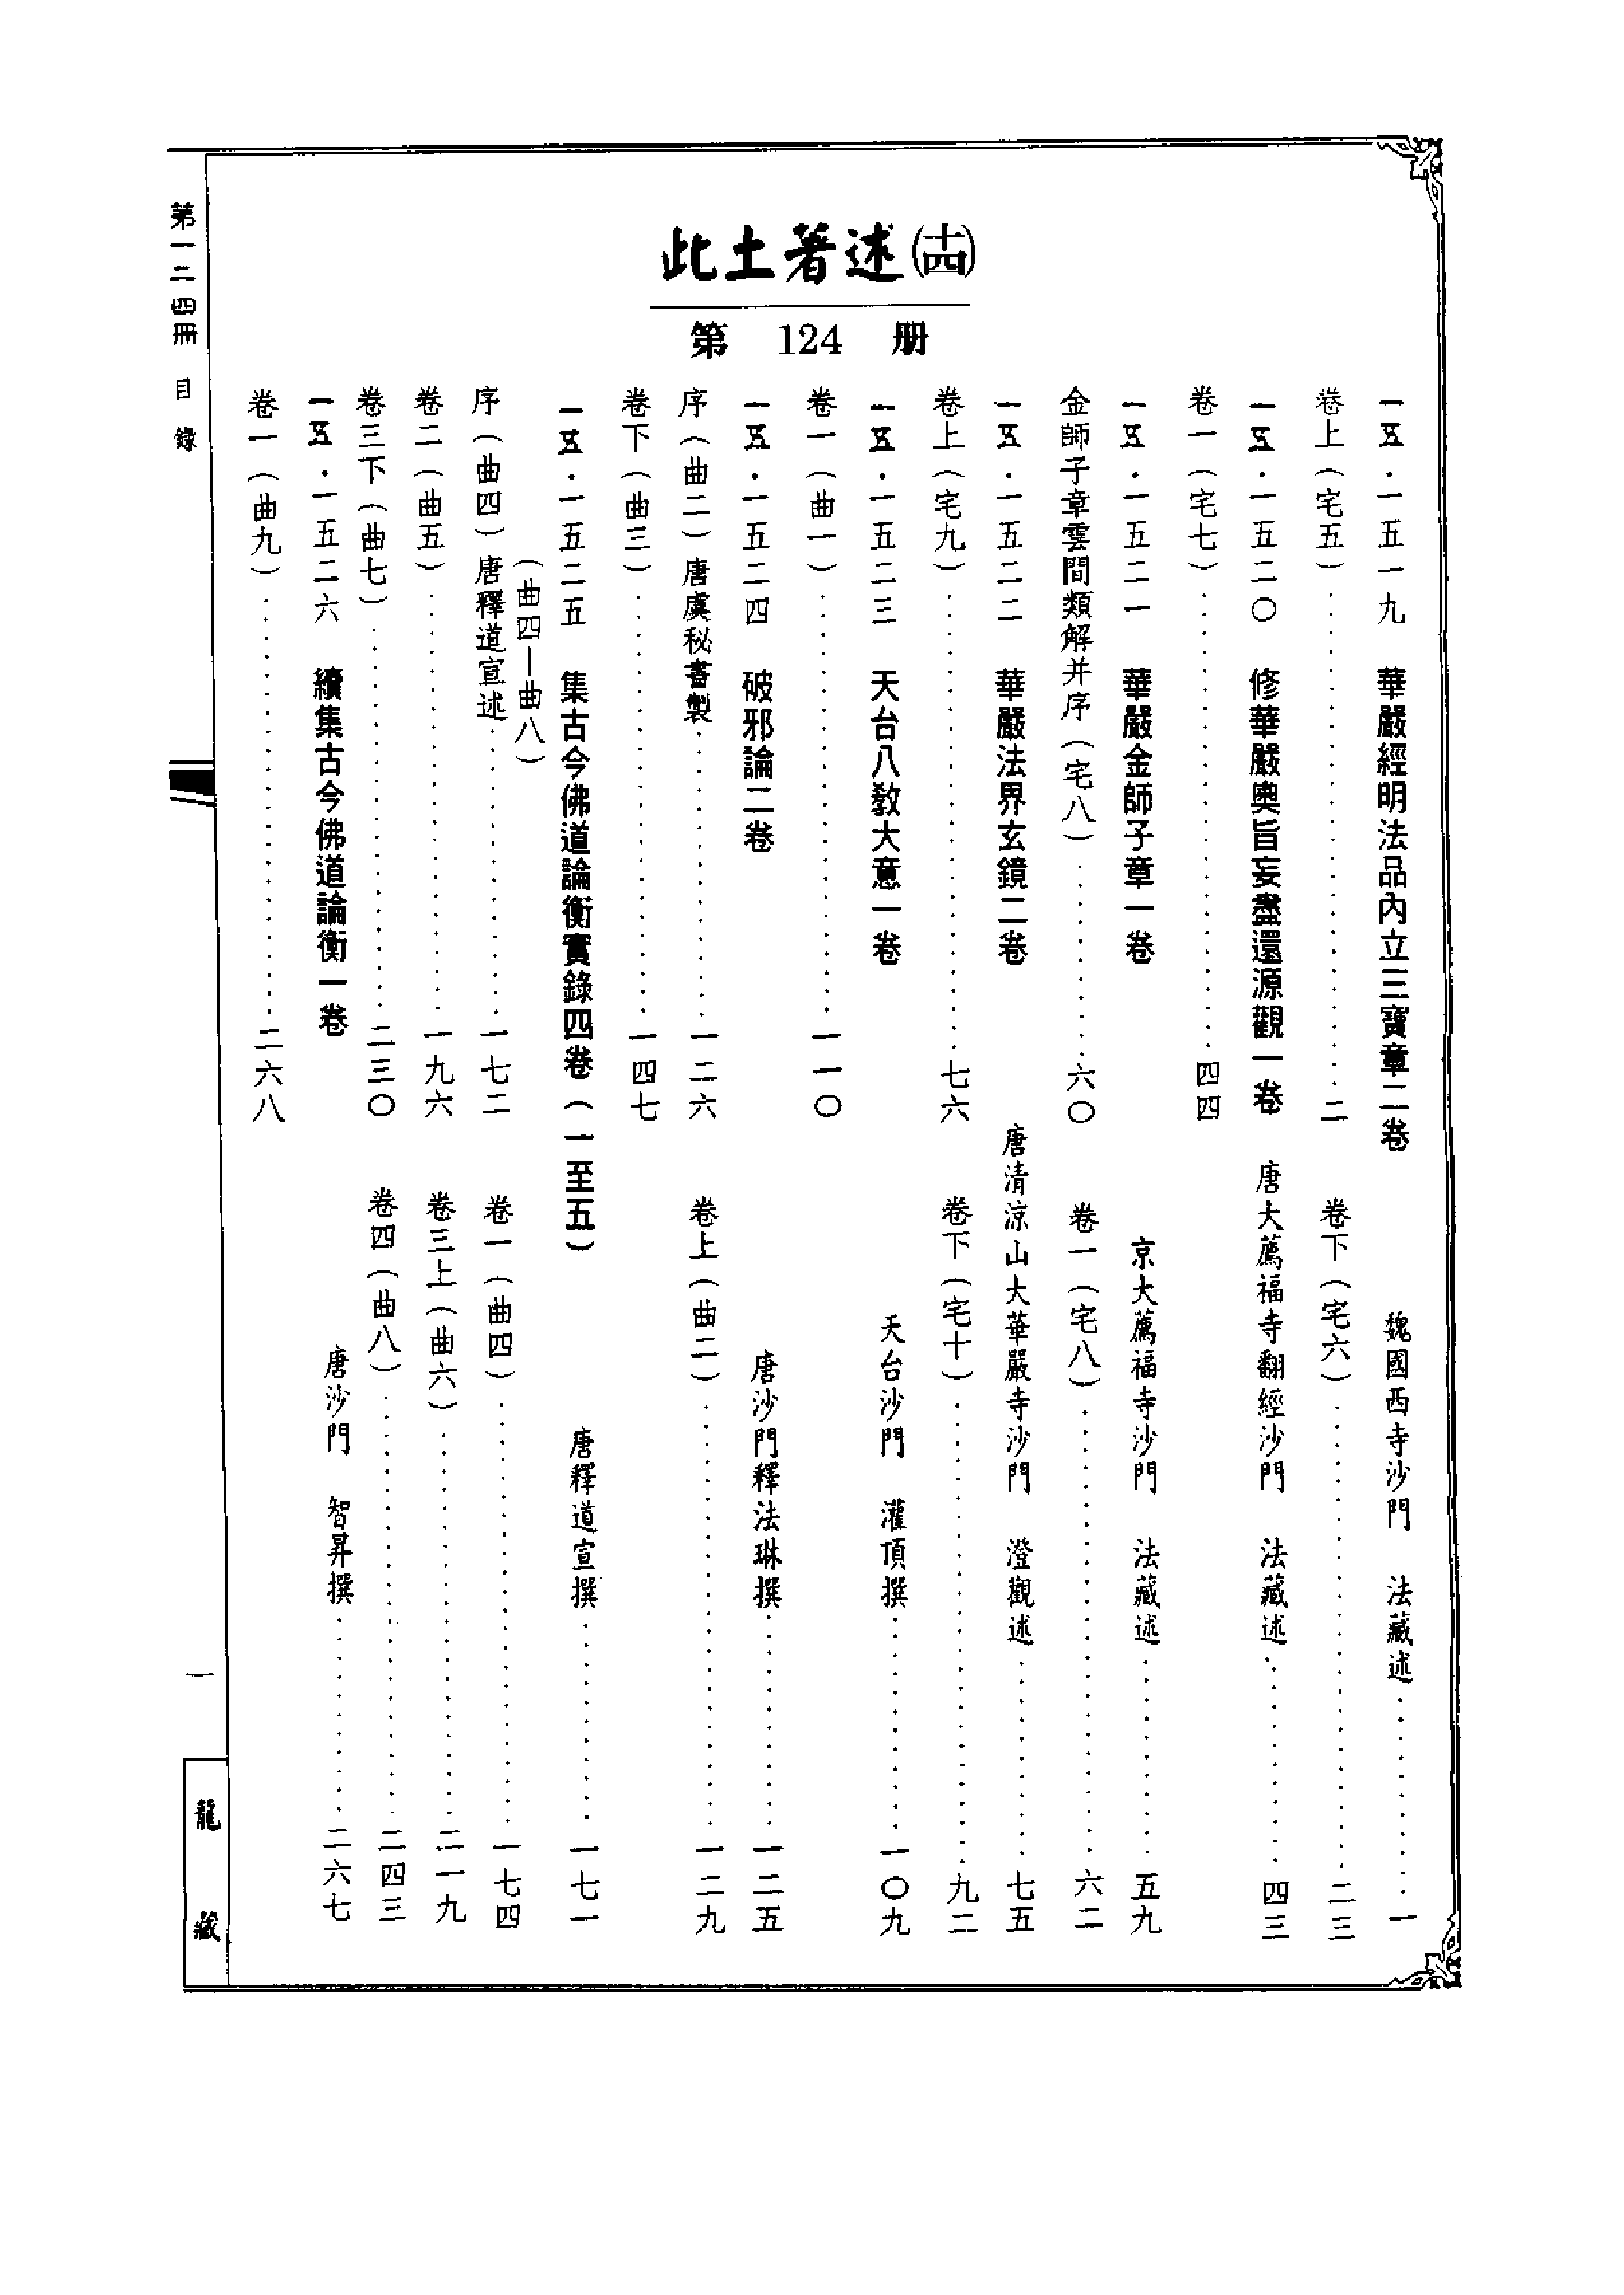 此土著述(十四)
第 124 册
一五·一五一九 華嚴經明法品內立三寶章二卷 魏國西寺沙門 法藏述……一
卷上(宅五)……二 卷下(宅六)……二三
一五·一五二〇 修華嚴奧旨妄盡還源觀一卷 唐大薦福寺翻經沙門 法藏述……四三
卷一(宅七)……四四
一五·一五二一 華嚴金師子章一卷 京大薦福寺沙門 法藏述……五九
金師子章雲間類解并序(宅八)……六〇 卷一(宅八)……六二
一五·一五二二 華嚴法界玄鏡二卷 唐清涼山大華嚴寺沙門 澄觀述……七五
卷上(宅九)……七六 卷下(宅十)……九二
一五·一五二三 天台八教大意一卷 天台沙門 灌頂撰……一〇九
卷一(曲一)……一一〇
一五·一五二四 破邪論二卷 唐沙門釋法琳撰……一二五
序(曲二)唐虞秘書製……一二六 卷上(曲二)……一二九
卷下(曲三)……一四七
一五·一五二五 集古今佛道論衡實錄四卷(一至五) 唐釋道宣撰……一七一
(曲四—曲八)
序(曲四)唐釋道宣述……一七二 卷一(曲四)……一七四
卷二(曲五)……一九六 卷三上(曲六)……二一九
卷三下(曲七)……二三〇 卷四(曲八)……二四三
一五·一五二六 續集古今佛道論衡一卷 唐沙門 智昇撰……二六七
卷一(曲九)……二六八
第一二四冊 目錄
一
龍藏